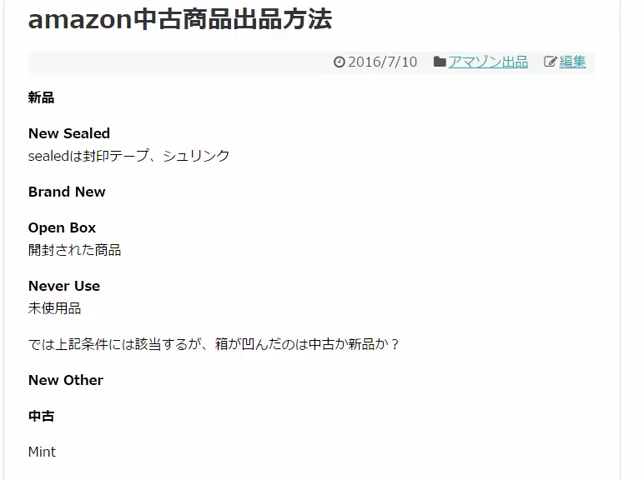 amazon中古商品出品方法
2016/7/10 アマゾン出品 編集
新品
New Sealed
sealedは封印テープ、シュリンク
Brand New
Open Box
開封された商品
Never Use
未使用品
では上記条件には該当するが、箱が凹んだのは中古か新品か？
New Other
中古
Mint